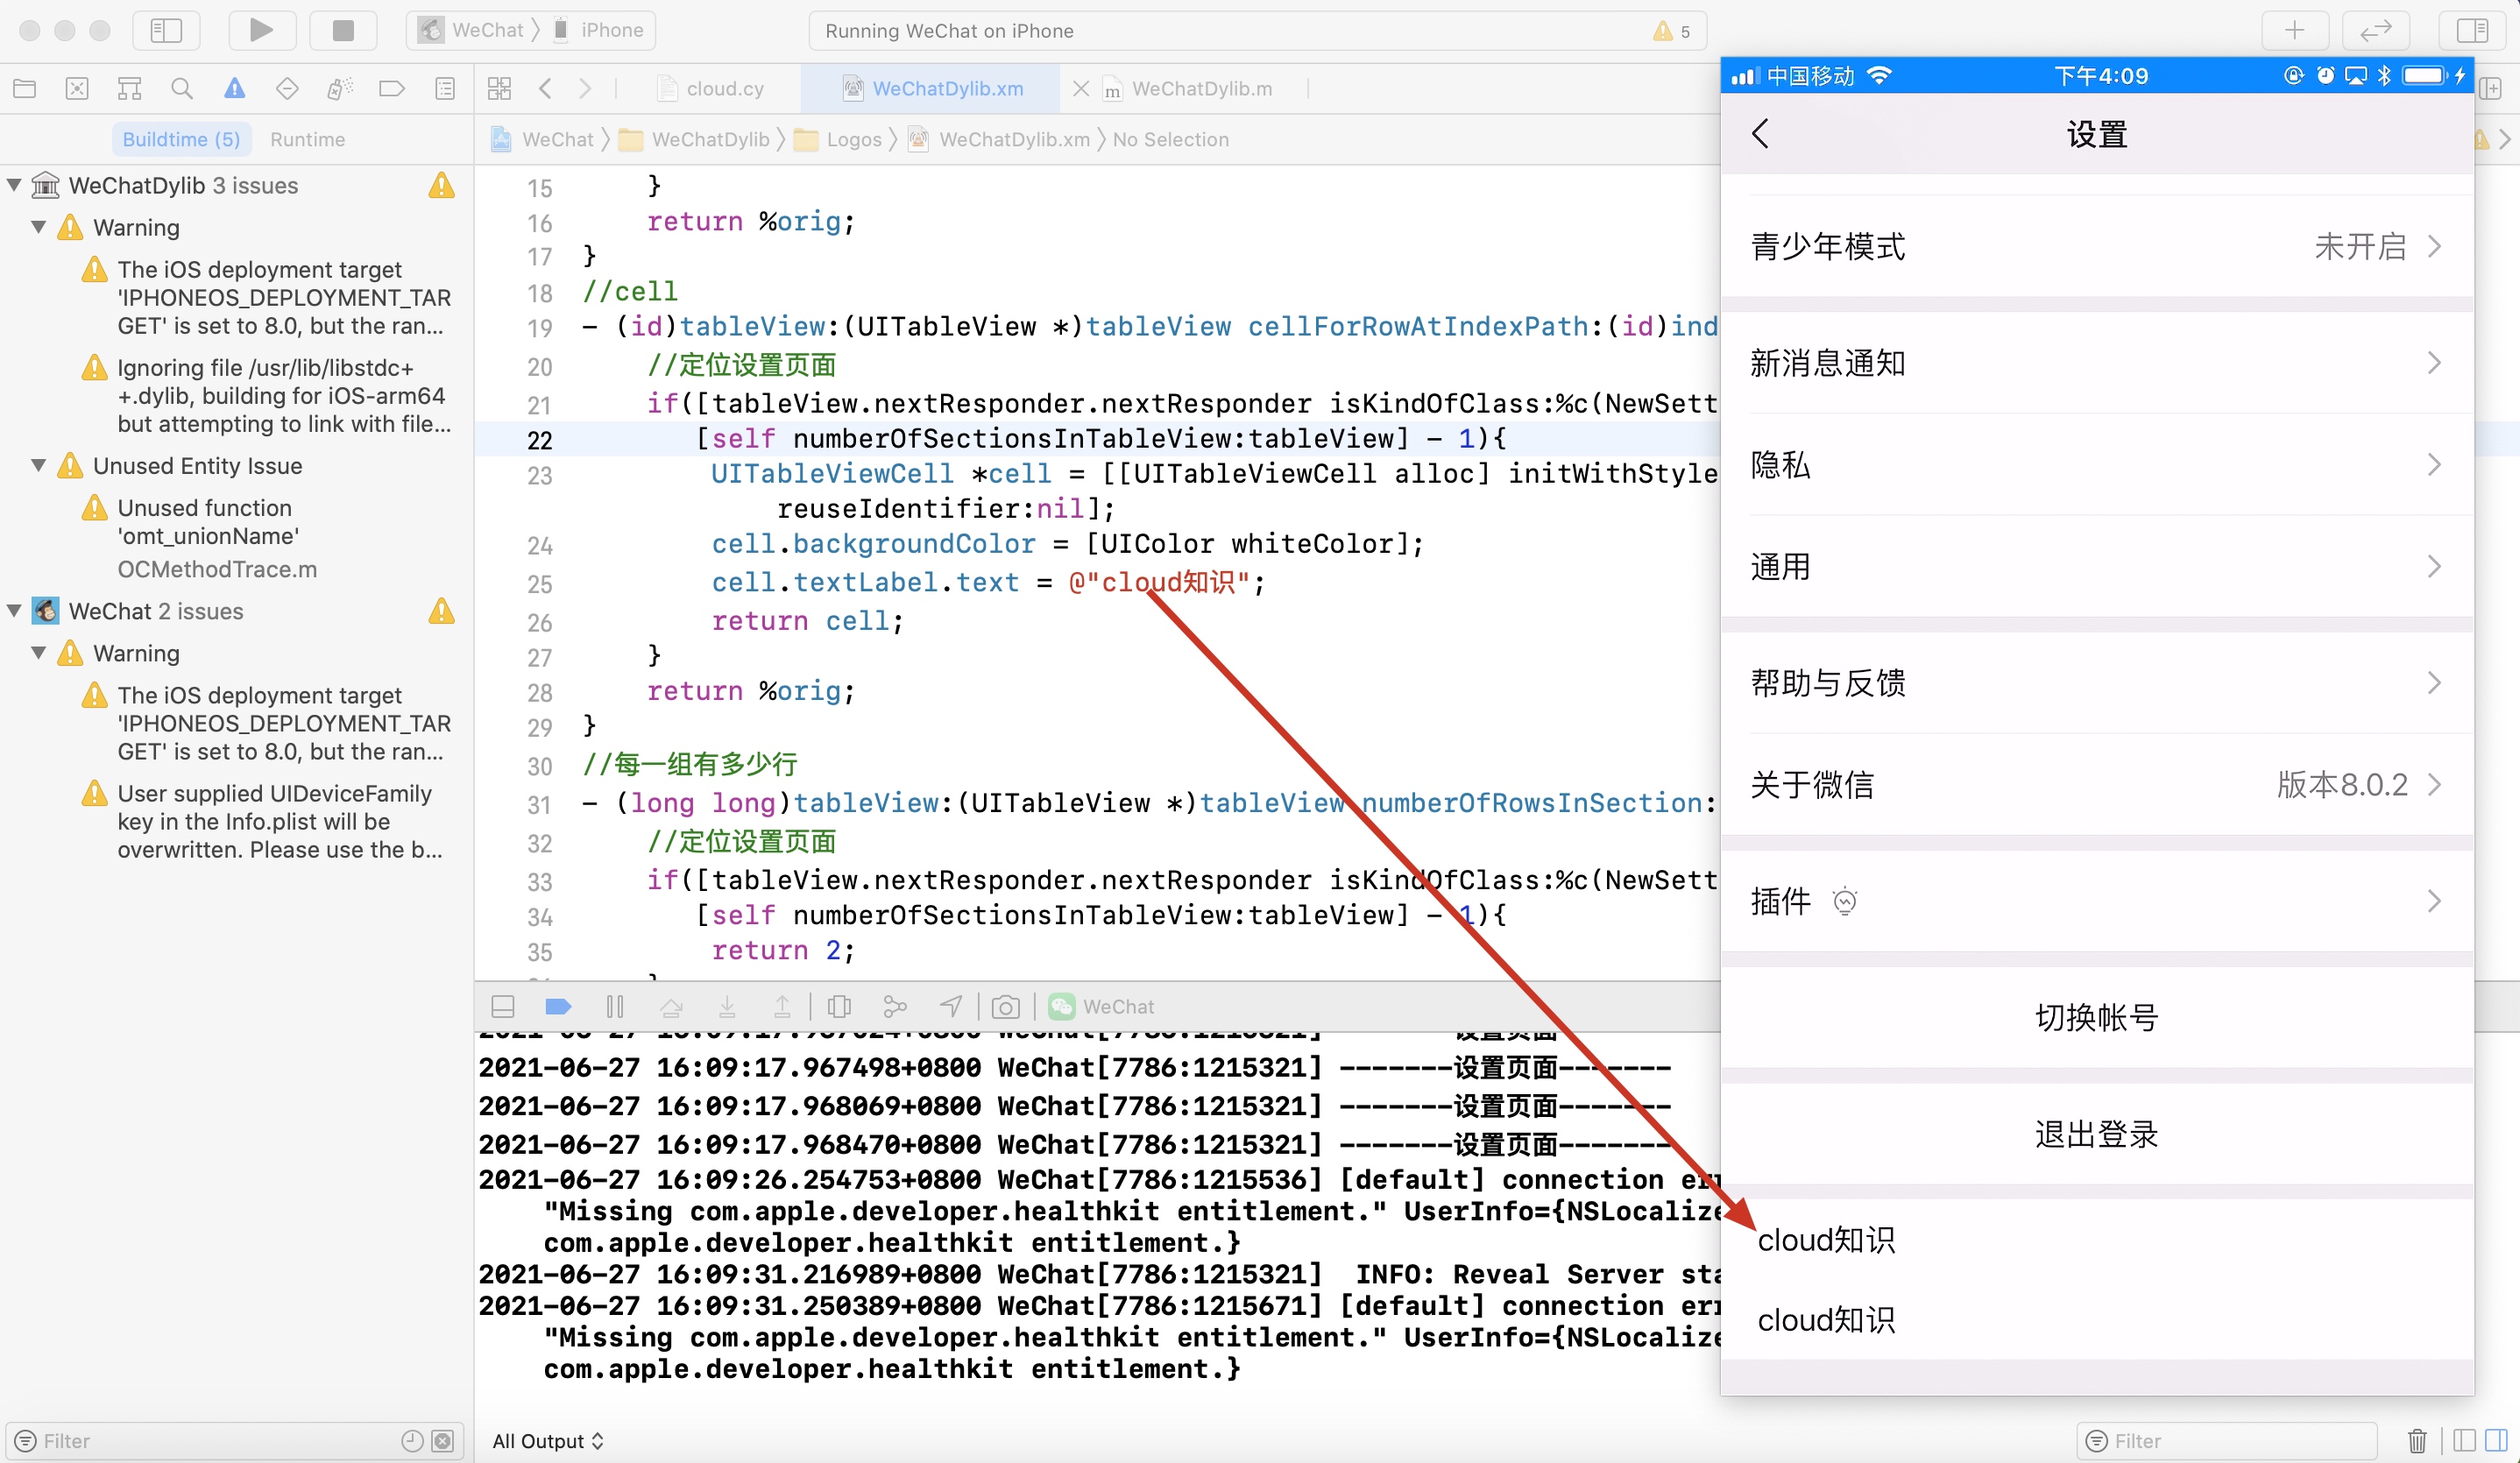 WeChat 〉 iPhone
Running WeChat on iPhone
5
cloud.cy
WeChatDylib.xm
m WeChatDylib.m
Buildtime (5) Runtime
WeChat 〉 WeChatDylib 〉 Logos 〉 WeChatDylib.xm 〉 No Selection
WeChatDylib 3 issues
Warning
The iOS deployment target
'IPHONEOS_DEPLOYMENT_TAR
GET' is set to 8.0, but the ran...
Ignoring file /usr/lib/libstdc+
+.dylib, building for iOS-arm64
but attempting to link with file...
Unused Entity Issue
Unused function
'omt_unionName'
OCMethodTrace.m
WeChat 2 issues
Warning
The iOS deployment target
'IPHONEOS_DEPLOYMENT_TAR
GET' is set to 8.0, but the ran...
User supplied UIDeviceFamily
key in the Info.plist will be
overwritten. Please use the b...
Filter
15 }
16 return %orig;
17 }
18 //cell
19 - (id)tableView:(UITableView *)tableView cellForRowAtIndexPath:(id)ind
20 //定位设置页面
21 if([tableView.nextResponder.nextResponder isKindOfClass:%c(NewSett
22 [self numberOfSectionsInTableView:tableView] - 1){
23 UITableViewCell *cell = [[UITableViewCell alloc] initWithStyle
reuseIdentifier:nil];
24 cell.backgroundColor = [UIColor whiteColor];
25 cell.textLabel.text = @"cloud知识";
26 return cell;
27 }
28 return %orig;
29 }
30 //每一组有多少行
31 - (long long)tableView:(UITableView *)tableView numberOfRowsInSection:
32 //定位设置页面
33 if([tableView.nextResponder.nextResponder isKindOfClass:%c(NewSett
34 [self numberOfSectionsInTableView:tableView] - 1){
35 return 2;
WeChat
2021-06-27 16:09:17.967498+0800 WeChat[7786:1215321] -------设置页面-------
2021-06-27 16:09:17.968069+0800 WeChat[7786:1215321] -------设置页面-------
2021-06-27 16:09:17.968470+0800 WeChat[7786:1215321] -------设置页面-------
2021-06-27 16:09:26.254753+0800 WeChat[7786:1215536] [default] connection er
"Missing com.apple.developer.healthkit entitlement." UserInfo={NSLocalize
com.apple.developer.healthkit entitlement.}
2021-06-27 16:09:31.216989+0800 WeChat[7786:1215321] INFO: Reveal Server sta
2021-06-27 16:09:31.250389+0800 WeChat[7786:1215671] [default] connection er
"Missing com.apple.developer.healthkit entitlement." UserInfo={NSLocalize
com.apple.developer.healthkit entitlement.}
All Output
Filter
中国移动 下午4:09
设置
青少年模式 未开启
新消息通知
隐私
通用
帮助与反馈
关于微信 版本8.0.2
插件
切换帐号
退出登录
cloud知识
cloud知识